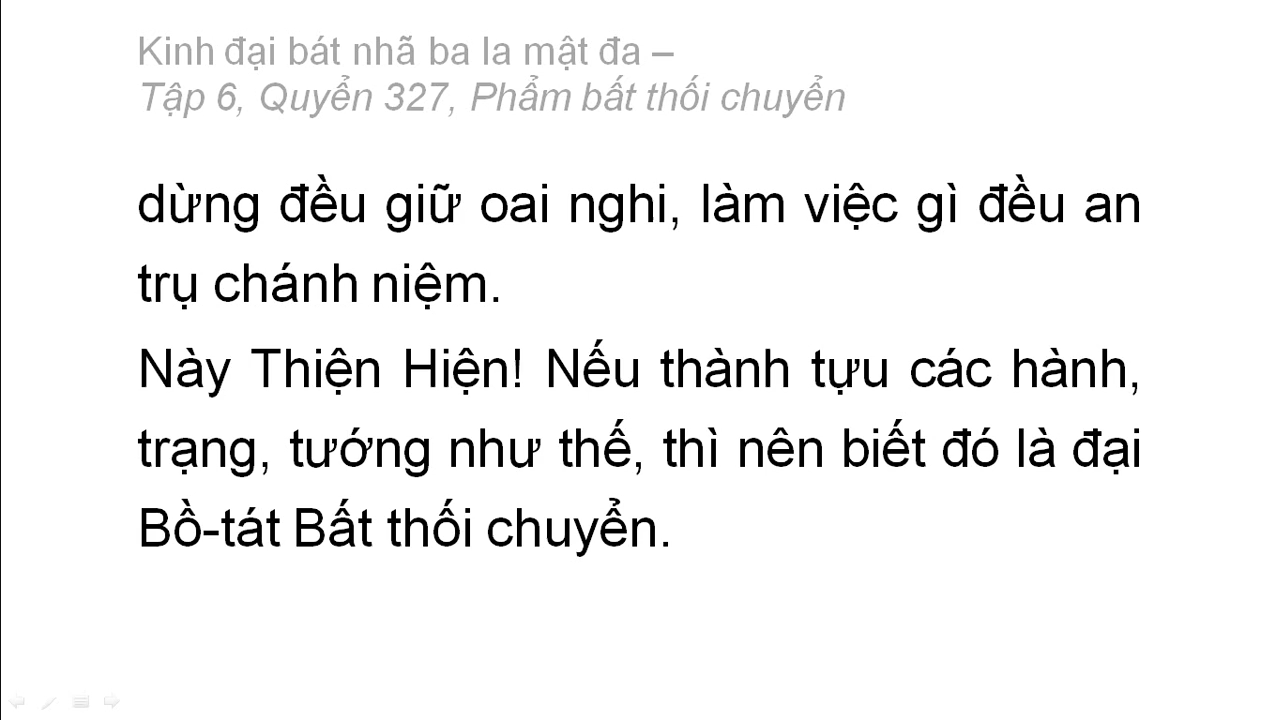 Kinh đại bát nhã ba la mật đa –
Tập 6, Quyển 327, Phẩm bất thối chuyển
dừng đều giữ oai nghi, làm việc gì đều an
trụ chánh niệm.
Này Thiện Hiện! Nếu thành tựu các hành,
trạng, tướng như thế, thì nên biết đó là đại
Bồ-tát Bất thối chuyển.